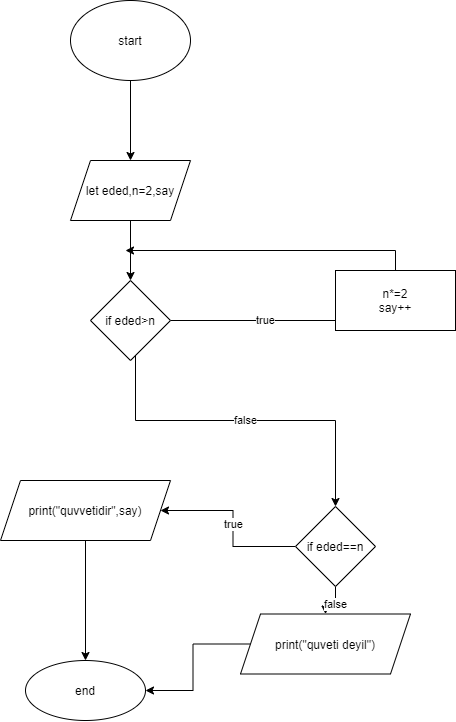 start
let eded,n=2,say
n*=2
say++
if eded>n
true
false
print("quvvetidir",say)
true
if eded==n
false
print("quveti deyil")
end